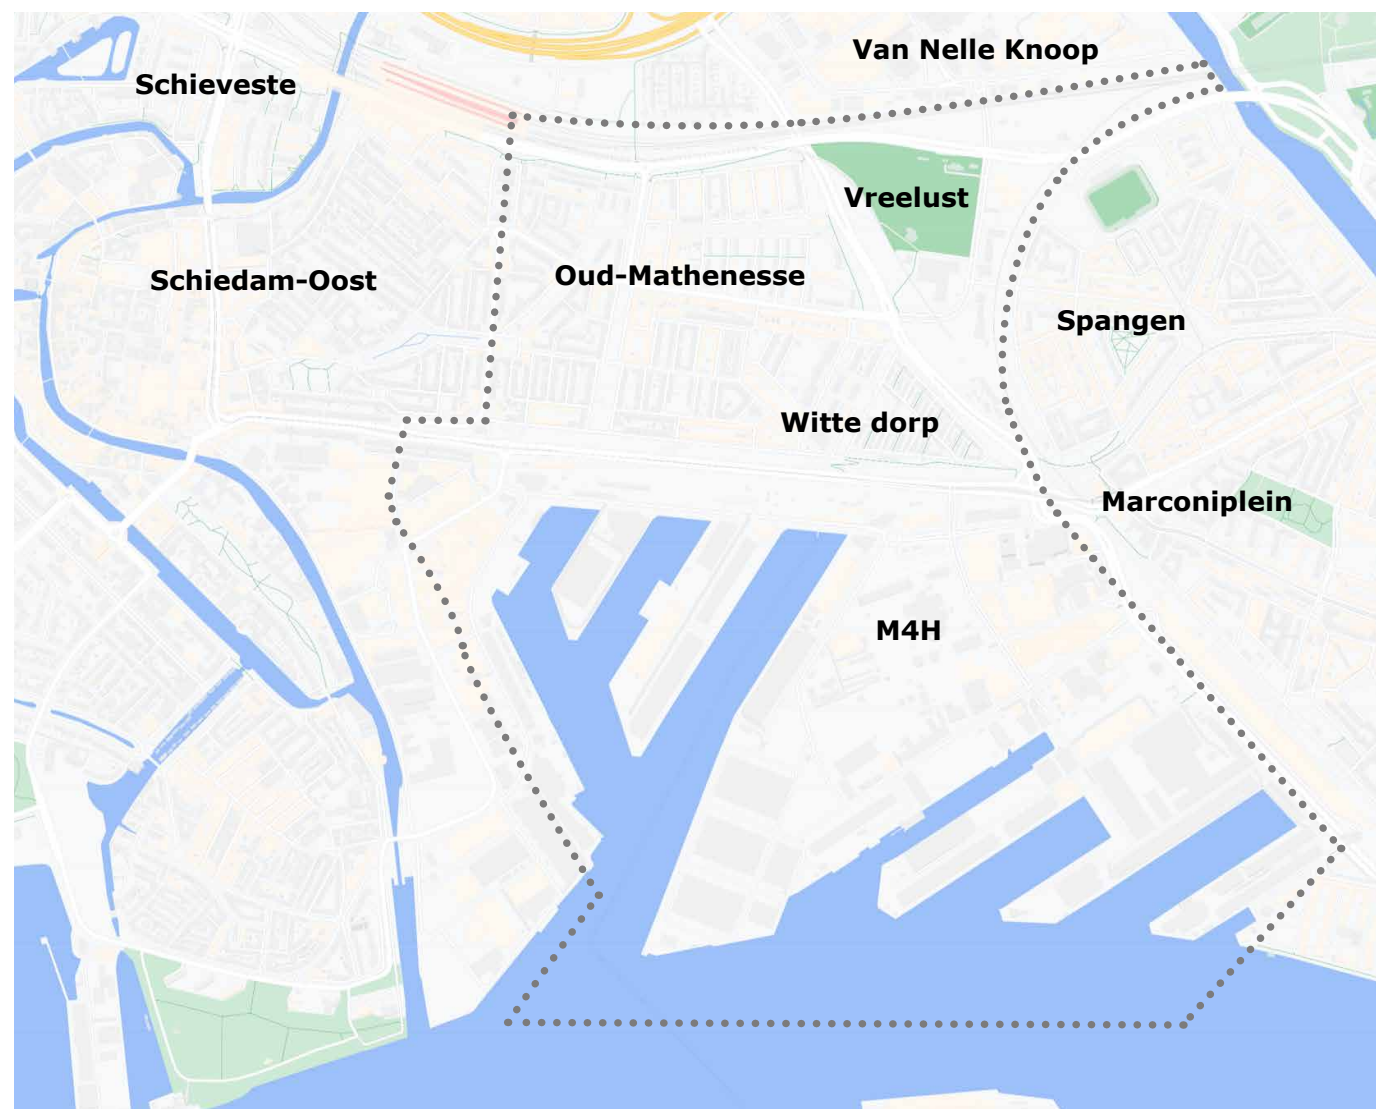 Van Nelle Knoop
Schieveste
Vreelust
Oud-Mathenesse
Schiedam-Oost
Spangen
Witte dorp
Marconiplein
M4H